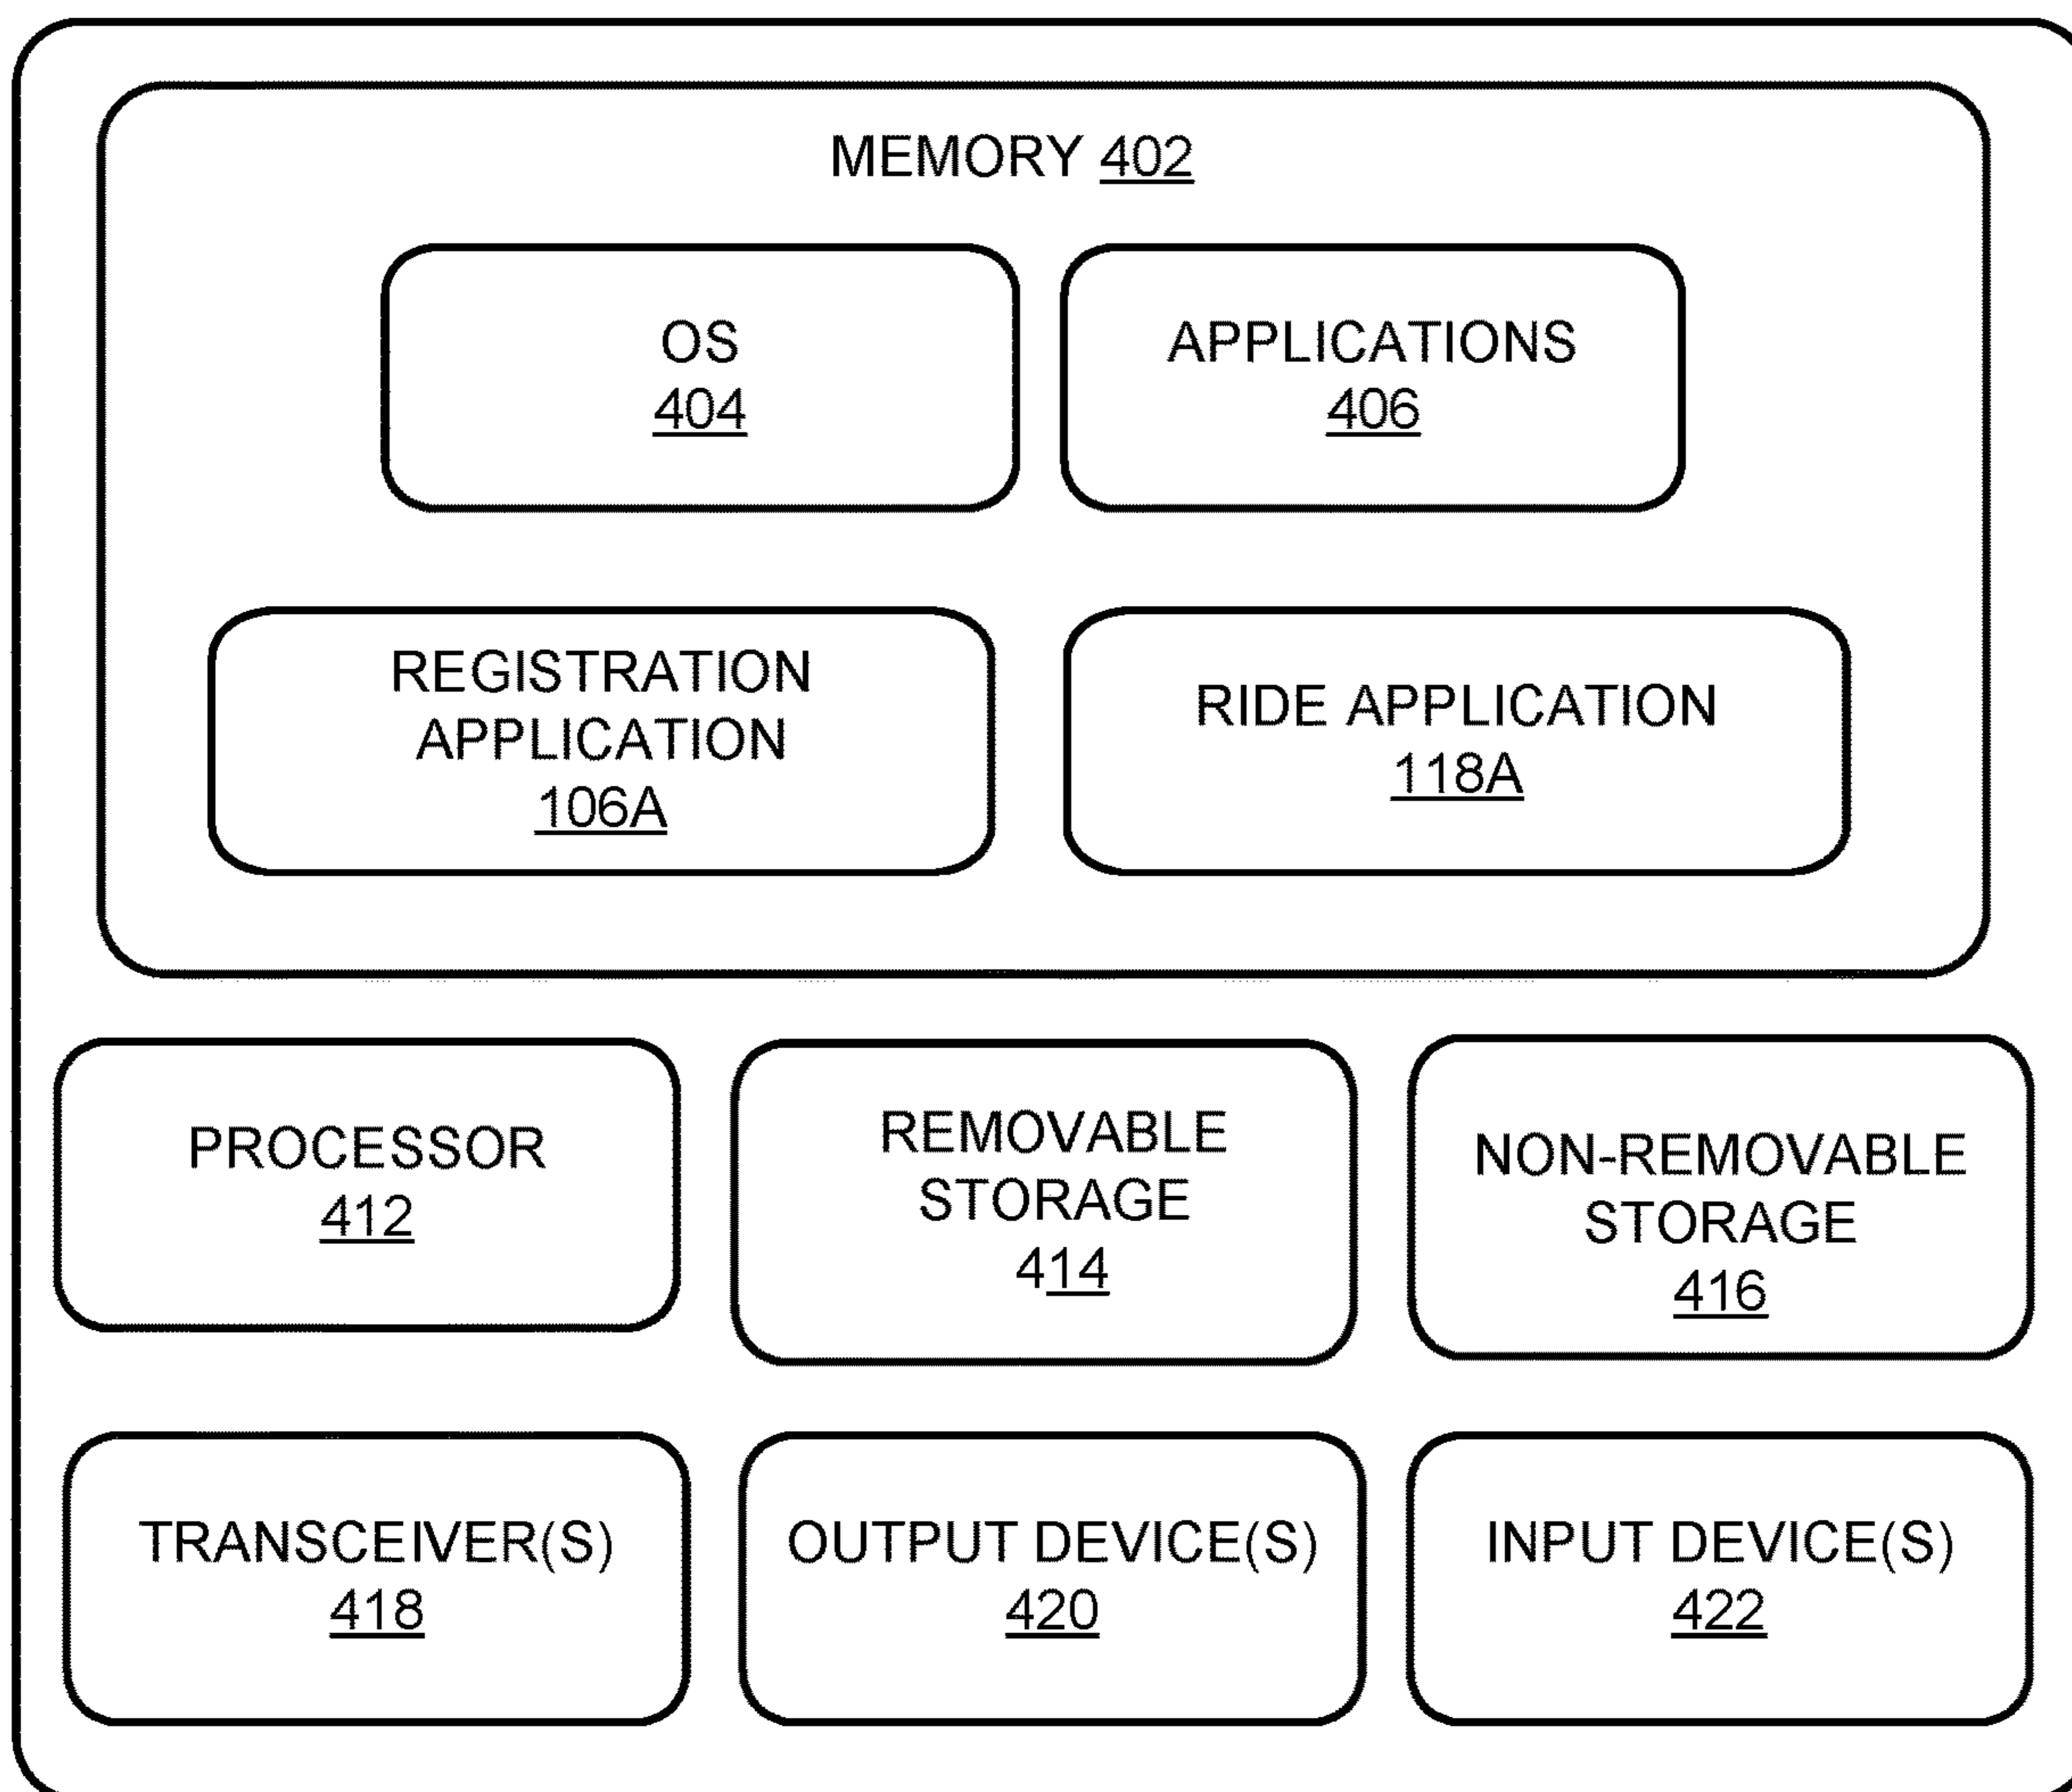 MEMORY 402
OS
404
APPLICATIONS
406
REGISTRATION
APPLICATION
106A
RIDE APPLICATION
118A
PROCESSOR
412
REMOVABLE
STORAGE
414
NON-REMOVABLE
STORAGE
416
TRANSCEIVER(S)
418
OUTPUT DEVICE(S)
420
INPUT DEVICE(S)
422